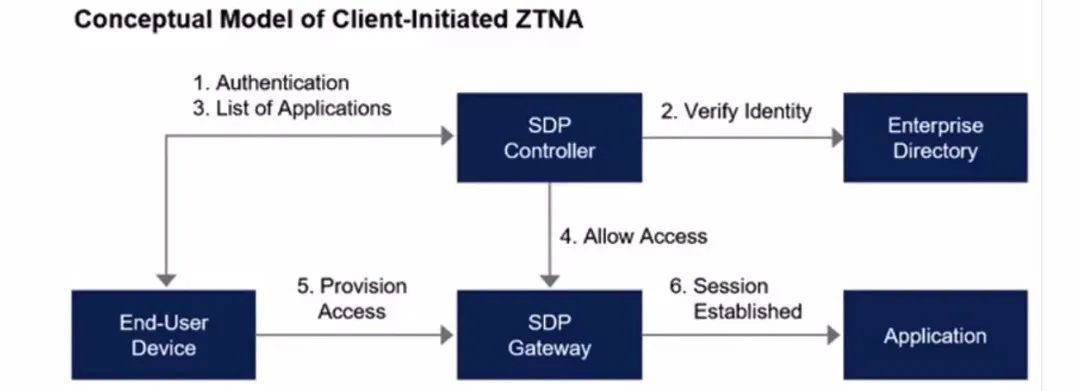 Conceptual Model of Client-Initiated ZTNA
1. Authentication
3. List of Applications
SDP
Controller
2. Verify Identity
Enterprise
Directory
4. Allow Access
End-User
Device
5. Provision
Access
SDP
Gateway
6. Session
Established
Application